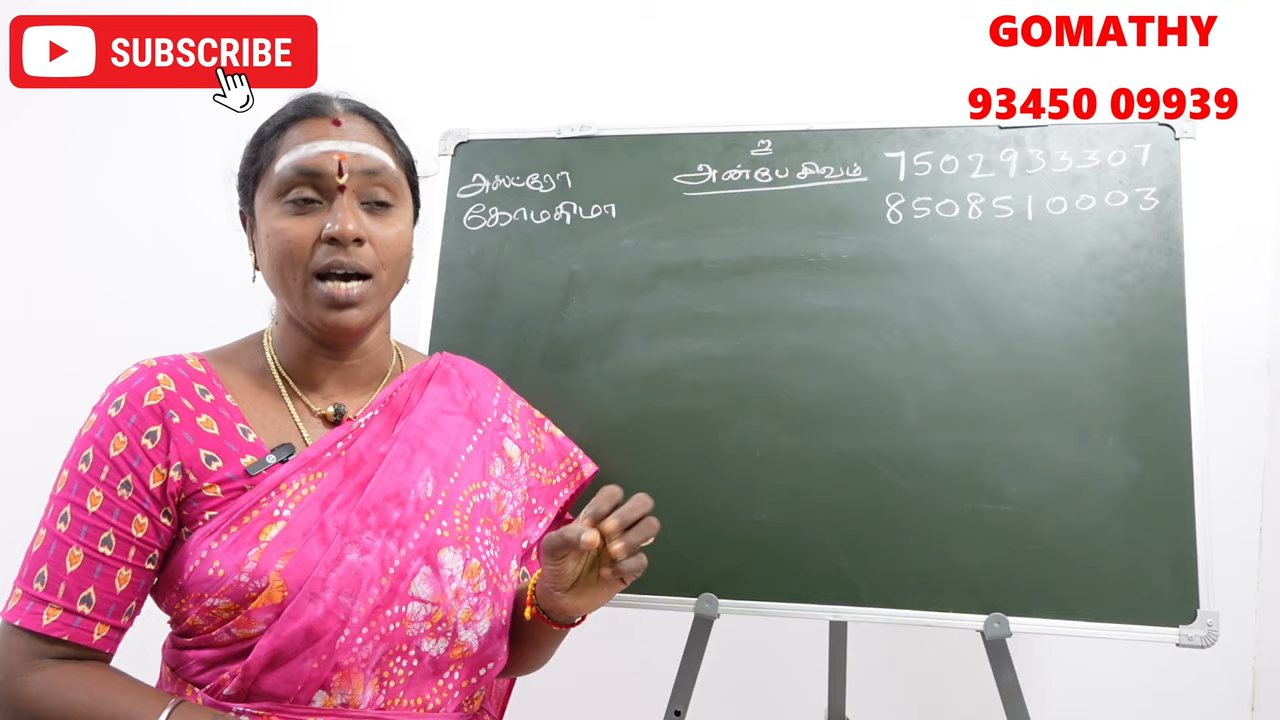 SUBSCRIBE
GOMATHY
93450 09939
உ
அன்பே சிவம்
அஸ்ட்ரோ
கோமதிமா
7502933307
8508510003